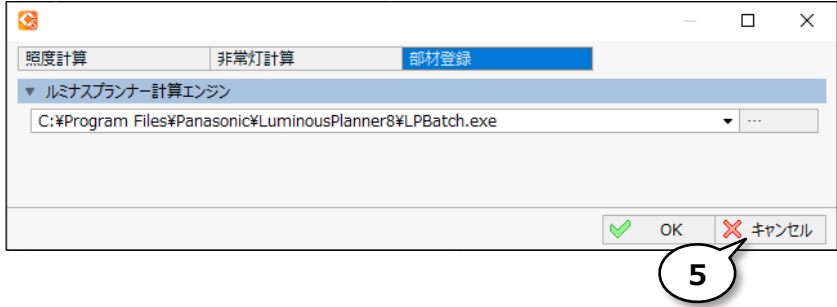 照度計算
非常灯計算
部材登録
ルミナスプランナー計算エンジン
C:¥Program Files¥Panasonic¥LuminousPlanner8¥LPBatch.exe
...
OK
キャンセル
5